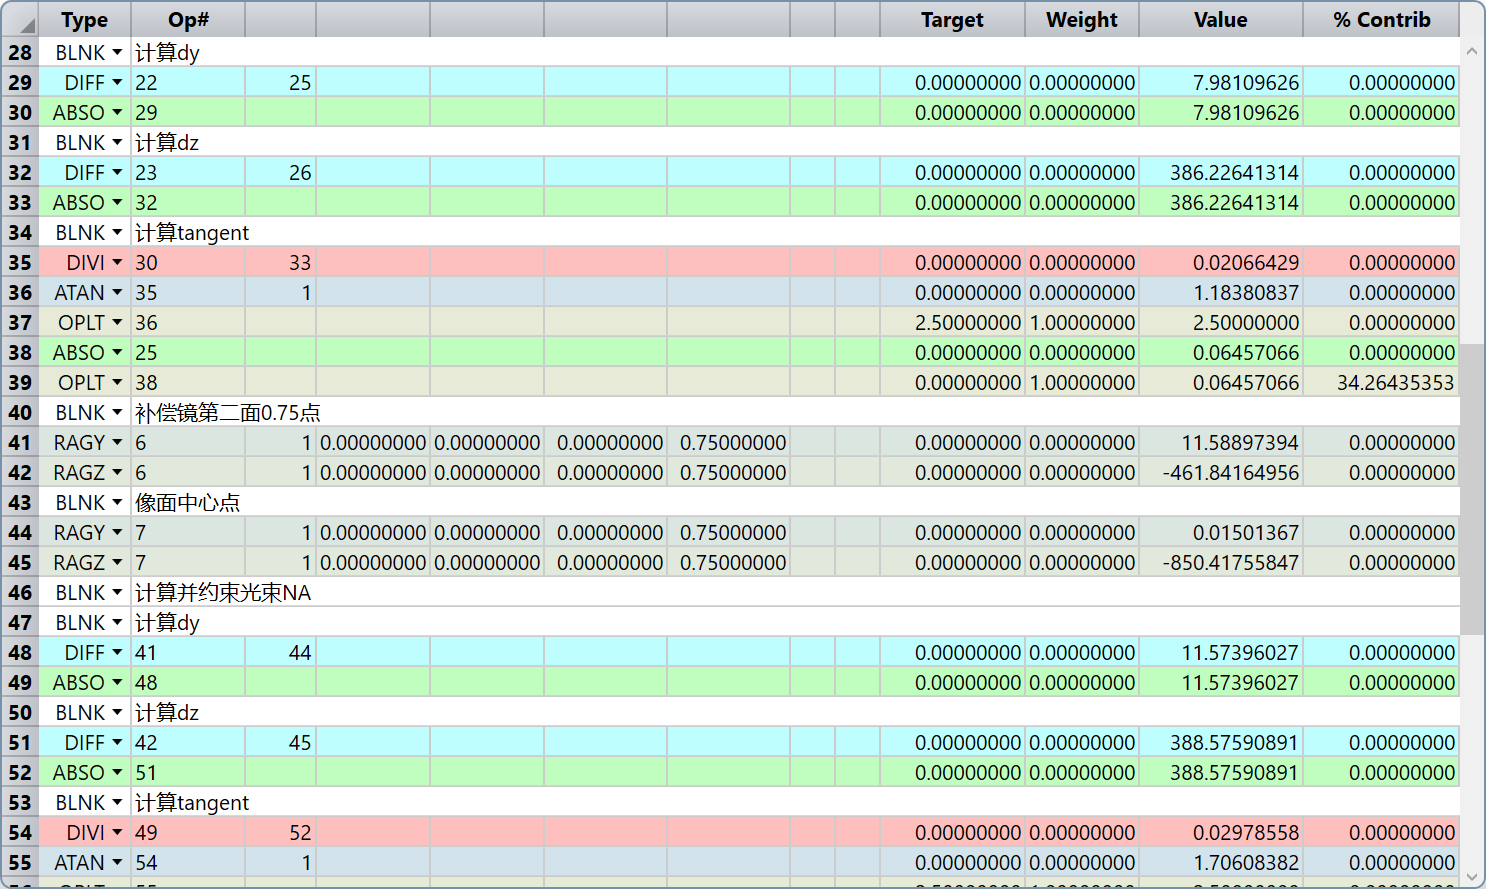 Type Op# Target Weight Value % Contrib
28 BLNK 计算dy
29 DIFF 22 25 0.00000000 0.00000000 7.98109626 0.00000000
30 ABSO 29 0.00000000 0.00000000 7.98109626 0.00000000
31 BLNK 计算dz
32 DIFF 23 26 0.00000000 0.00000000 386.22641314 0.00000000
33 ABSO 32 0.00000000 0.00000000 386.22641314 0.00000000
34 BLNK 计算tangent
35 DIVI 30 33 0.00000000 0.00000000 0.02066429 0.00000000
36 ATAN 35 1 0.00000000 0.00000000 1.18380837 0.00000000
37 OPLT 36 2.50000000 1.00000000 2.50000000 0.00000000
38 ABSO 25 0.00000000 0.00000000 0.06457066 0.00000000
39 OPLT 38 0.00000000 1.00000000 0.06457066 34.26435353
40 BLNK 补偿镜第二面0.75点
41 RAGY 6 1 0.00000000 0.00000000 0.00000000 0.75000000 0.00000000 0.00000000 11.58897394 0.00000000
42 RAGZ 6 1 0.00000000 0.00000000 0.00000000 0.75000000 0.00000000 0.00000000 -461.84164956 0.00000000
43 BLNK 像面中心点
44 RAGY 7 1 0.00000000 0.00000000 0.00000000 0.75000000 0.00000000 0.00000000 0.01501367 0.00000000
45 RAGZ 7 1 0.00000000 0.00000000 0.00000000 0.75000000 0.00000000 0.00000000 -850.41755847 0.00000000
46 BLNK 计算并约束光束NA
47 BLNK 计算dy
48 DIFF 41 44 0.00000000 0.00000000 11.57396027 0.00000000
49 ABSO 48 0.00000000 0.00000000 11.57396027 0.00000000
50 BLNK 计算dz
51 DIFF 42 45 0.00000000 0.00000000 388.57590891 0.00000000
52 ABSO 51 0.00000000 0.00000000 388.57590891 0.00000000
53 BLNK 计算tangent
54 DIVI 49 52 0.00000000 0.00000000 0.02978558 0.00000000
55 ATAN 54 1 0.00000000 0.00000000 1.70608382 0.00000000